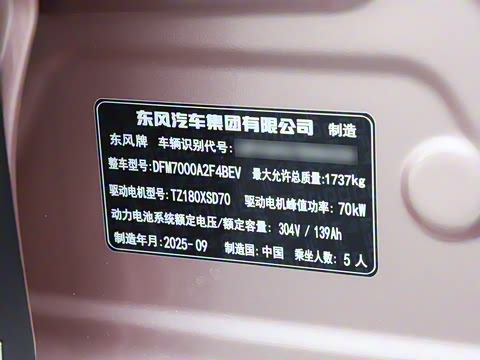 东风汽车集团有限公司 制造
东风牌 车辆识别代号:
整车型号:DFM7000A2F4BEV 最大允许总质量:1737kg
驱动电机型号:TZ180XSD70 驱动电机峰值功率: 70kW
动力电池系统额定电压/额定容量: 304V / 139Ah
制造年月:2025-09 制造国: 中国 乘坐人数: 5 人